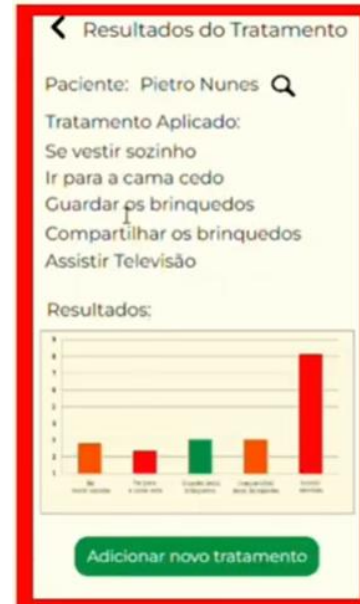 Resultados do Tratamento
Paciente: Pietro Nunes
Tratamento Aplicado:
Se vestir sozinho
Ir para a cama cedo
Guardar os brinquedos
Compartilhar os brinquedos
Assistir Televisão
Resultados:
Adicionar novo tratamento